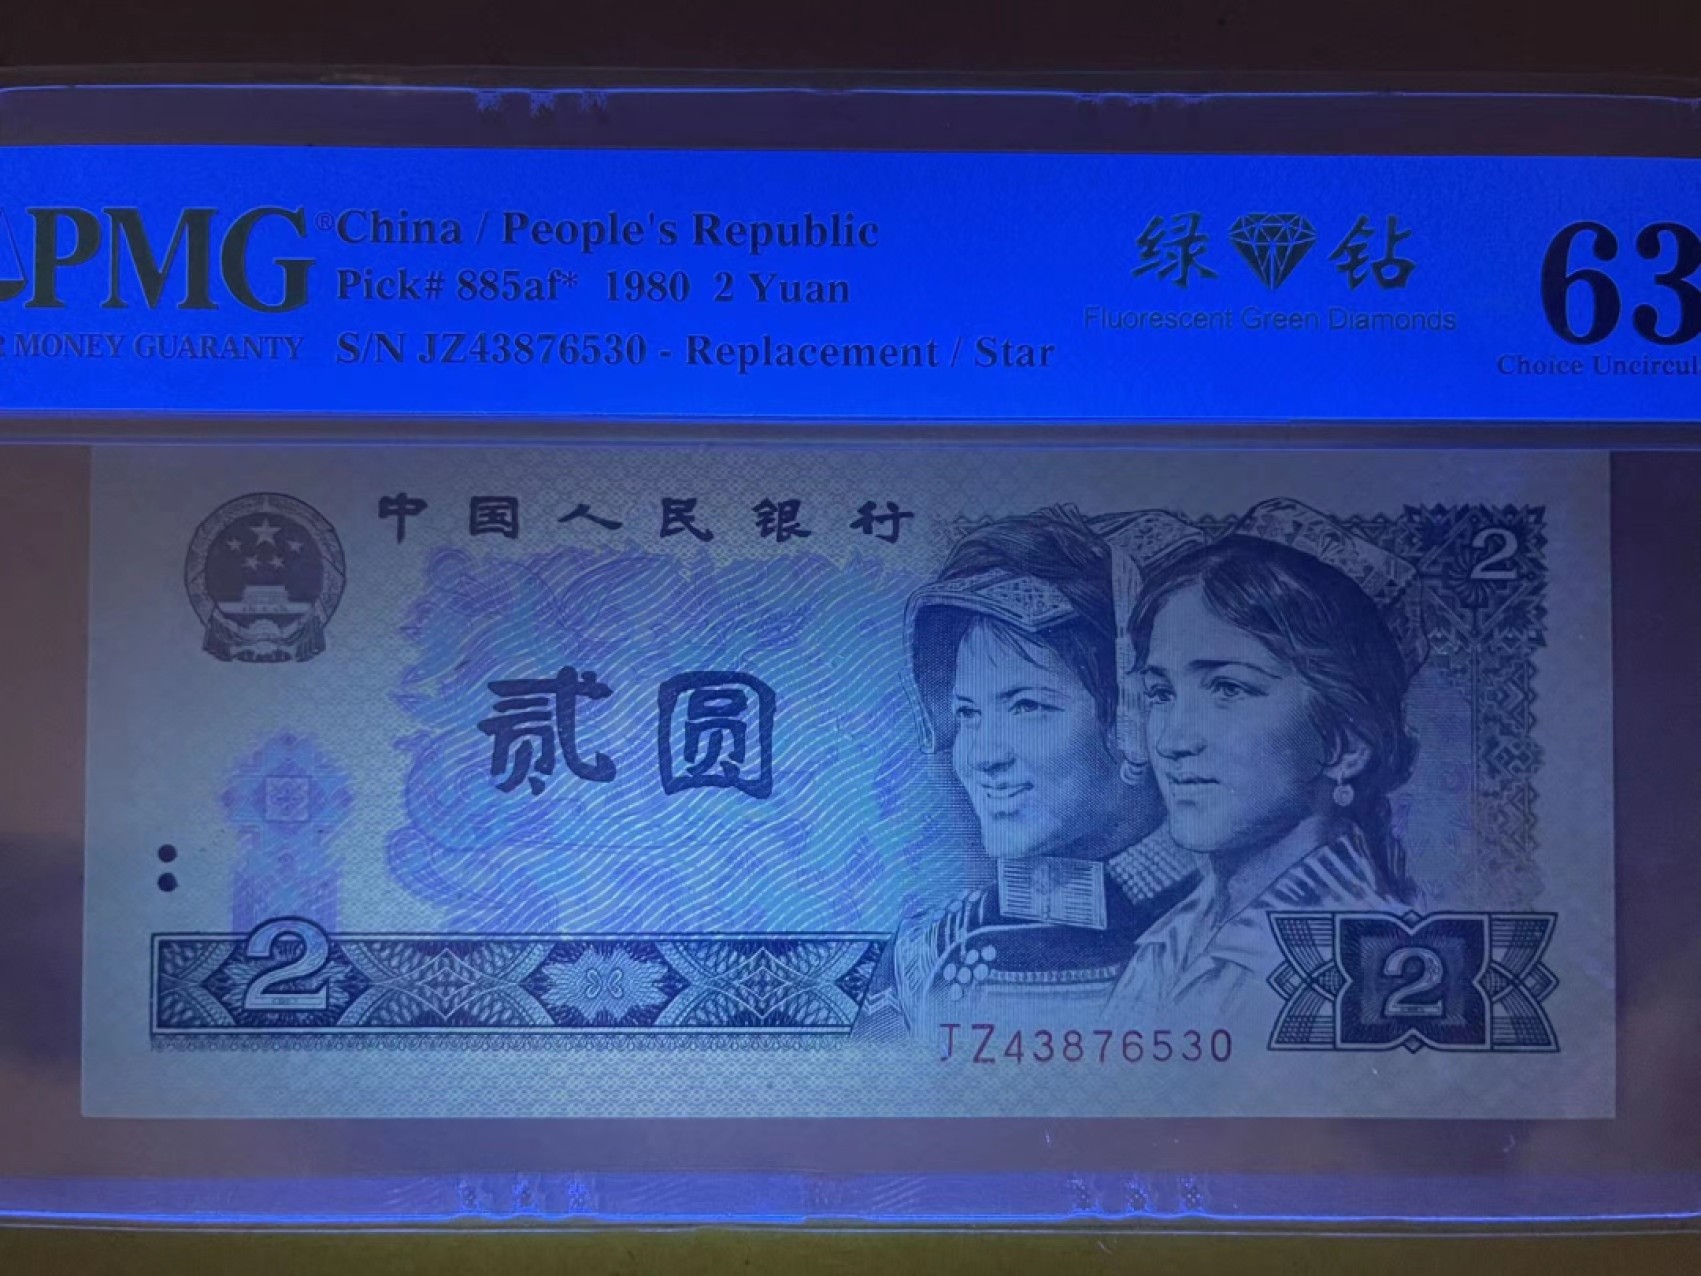 PMG®
MONEY GUARANTY
China / People's Republic
Pick# 885af* 1980 2 Yuan
S/N JZ43876530 - Replacement / Star
绿 钻
Fluorescent Green Diamonds
63
Choice
中国人民银行
2
贰圆
2
2
JZ43876530